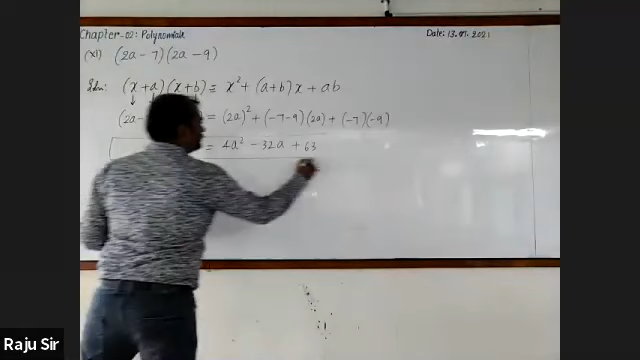 Chapter-02: Polynomials
Date: 13.07.2021
(xi) (2a - 7)(2a - 9)
Soln: (x + a)(x + b) = x² + (a+b)x + ab
(2a - = (2a)² + (-7-9)(2a) + (-7)(-9)
= 4a² - 32a + 63
Raju Sir